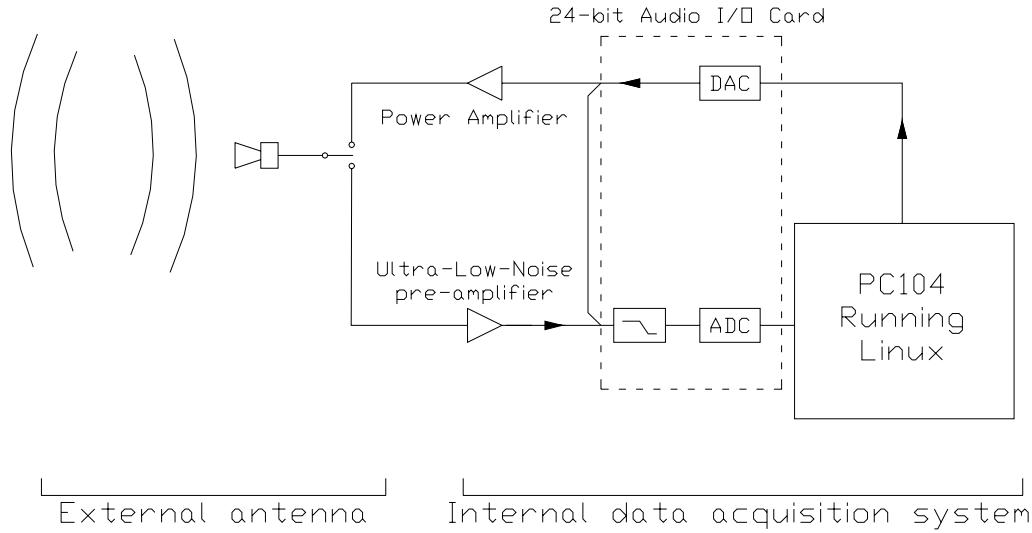 24-bit Audio I/O Card
DAC
Power Amplifier
Ultra-Low-Noise
pre-amplifier
ADC
PC104
Running
Linux
External antenna
Internal data acquisition system